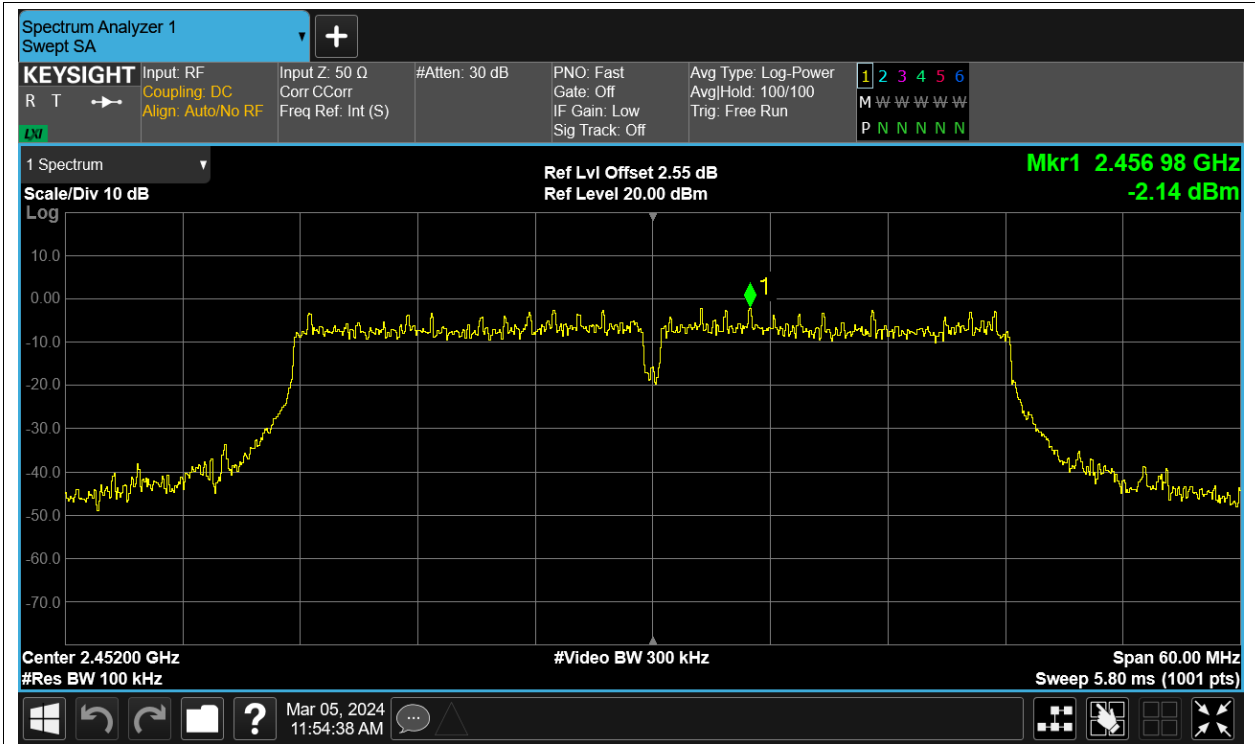 Spectrum Analyzer 1
Swept SA
KEYSIGHT
R T
LXI
Input: RF
Coupling: DC
Align: Auto/No RF
Input Z: 50 Ω
Corr CCorr
Freq Ref: Int (S)
#Atten: 30 dB
PNO: Fast
Gate: Off
IF Gain: Low
Sig Track: Off
Avg Type: Log-Power
Avg|Hold: 100/100
Trig: Free Run
1 2 3 4 5 6
M W W W W W
P N N N N N
1 Spectrum
Scale/Div 10 dB
Log
Ref Lvl Offset 2.55 dB
Ref Level 20.00 dBm
Mkr1 2.456 98 GHz
-2.14 dBm
1
10.0
0.00
-10.0
-20.0
-30.0
-40.0
-50.0
-60.0
-70.0
Center 2.45200 GHz
#Res BW 100 kHz
#Video BW 300 kHz
Span 60.00 MHz
Sweep 5.80 ms (1001 pts)
?
Mar 05, 2024
11:54:38 AM